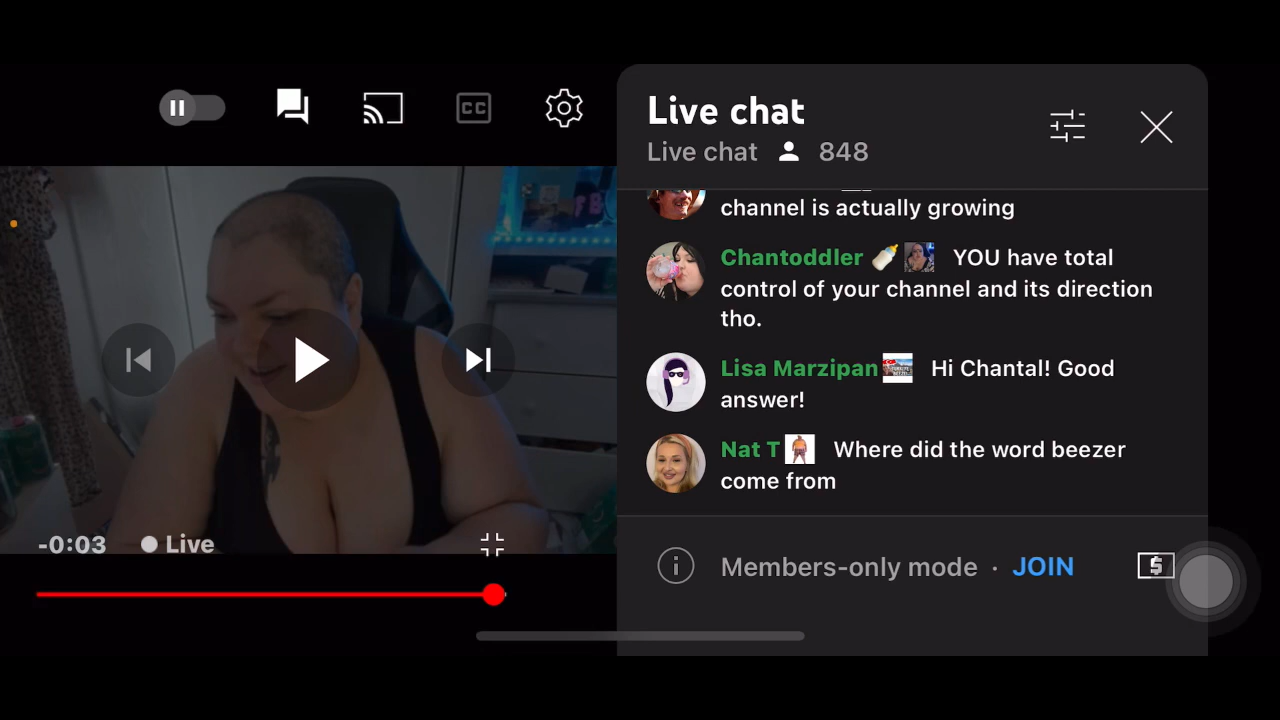 CC
Live chat
Live chat 848
channel is actually growing
Chantoddler YOU have total
control of your channel and its direction
tho.
Lisa Marzipan Hi Chantal! Good
answer!
Nat T Where did the word beezer
come from
-0:03 Live
Members-only mode · JOIN $